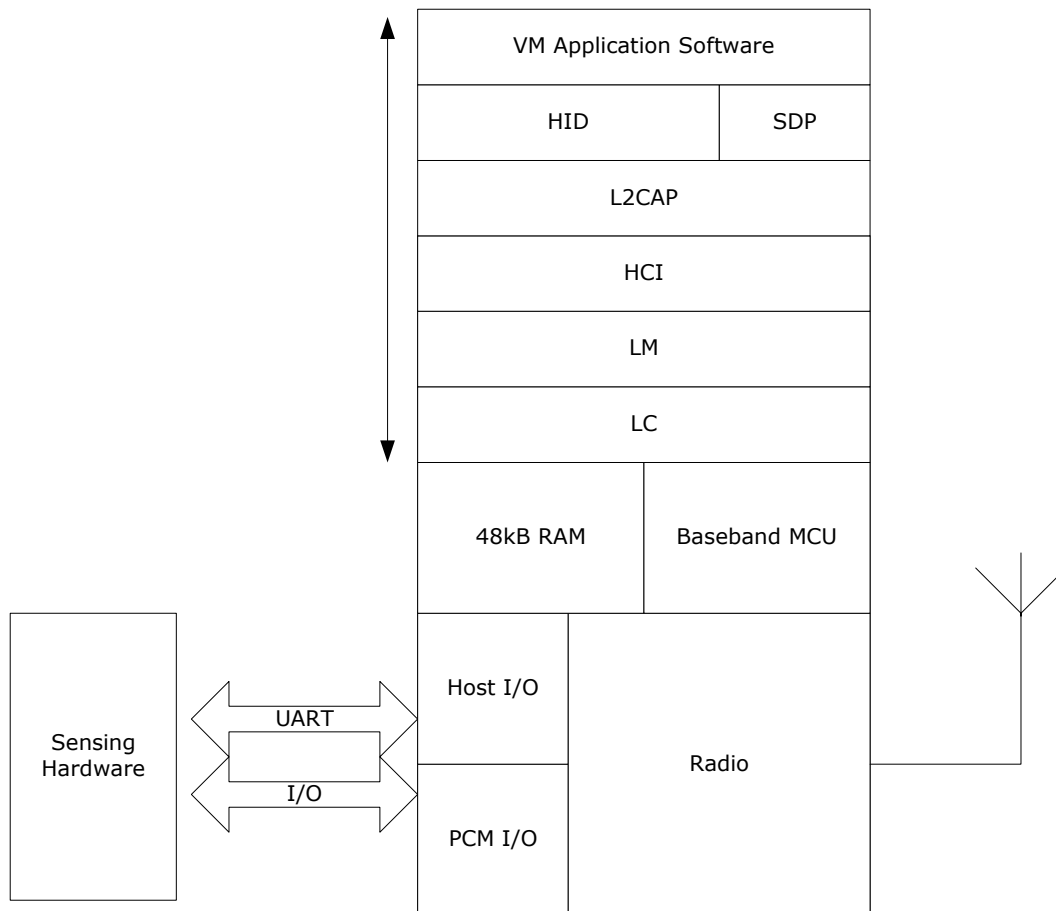 VM Application Software
HID
SDP
L2CAP
HCI
LM
LC
48kB RAM
Baseband MCU
Host I/O
UART
Sensing
Hardware
Radio
I/O
PCM I/O